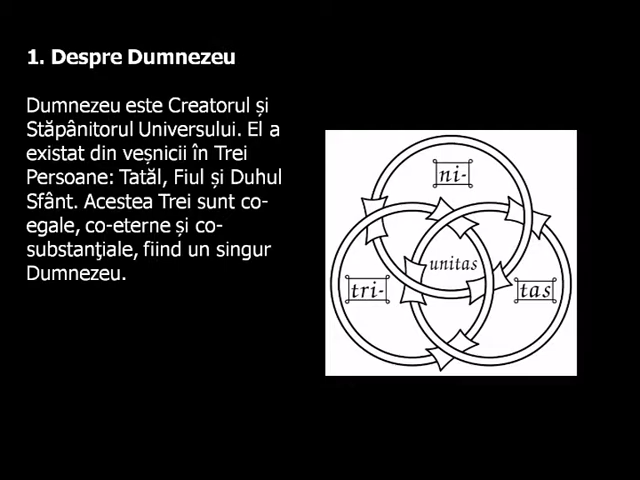 1. Despre Dumnezeu
Dumnezeu este Creatorul și
Stăpânitorul Universului. El a
existat din veșnicii în Trei
Persoane: Tatăl, Fiul și Duhul
Sfânt. Acestea Trei sunt co-
egale, co-eterne și co-
substanţiale, fiind un singur
Dumnezeu.
ni-
unitas
tri-
tas